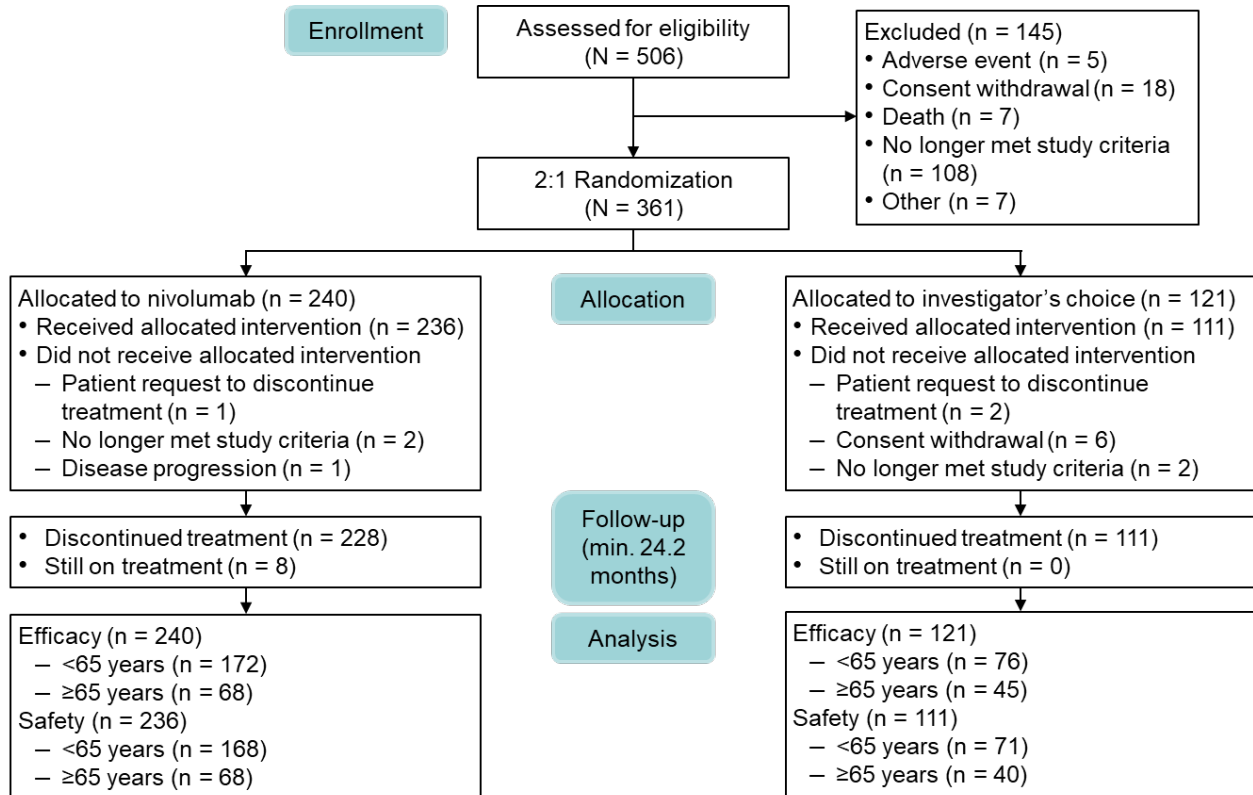 Enrollment
Assessed for eligibility
(N = 506)
Excluded (n = 145)
• Adverse event (n = 5)
• Consent withdrawal (n = 18)
• Death (n = 7)
• No longer met study criteria
(n = 108)
• Other (n = 7)
2:1 Randomization
(N = 361)
Allocation
Allocated to nivolumab (n = 240)
• Received allocated intervention (n = 236)
• Did not receive allocated intervention
– Patient request to discontinue
treatment (n = 1)
– No longer met study criteria (n = 2)
– Disease progression (n = 1)
Allocated to investigator’s choice (n = 121)
• Received allocated intervention (n = 111)
• Did not receive allocated intervention
– Patient request to discontinue
treatment (n = 2)
– Consent withdrawal (n = 6)
– No longer met study criteria (n = 2)
Follow-up
(min. 24.2
months)
• Discontinued treatment (n = 228)
• Still on treatment (n = 8)
• Discontinued treatment (n = 111)
• Still on treatment (n = 0)
Analysis
Efficacy (n = 240)
– <65 years (n = 172)
– ≥65 years (n = 68)
Safety (n = 236)
– <65 years (n = 168)
– ≥65 years (n = 68)
Efficacy (n = 121)
– <65 years (n = 76)
– ≥65 years (n = 45)
Safety (n = 111)
– <65 years (n = 71)
– ≥65 years (n = 40)